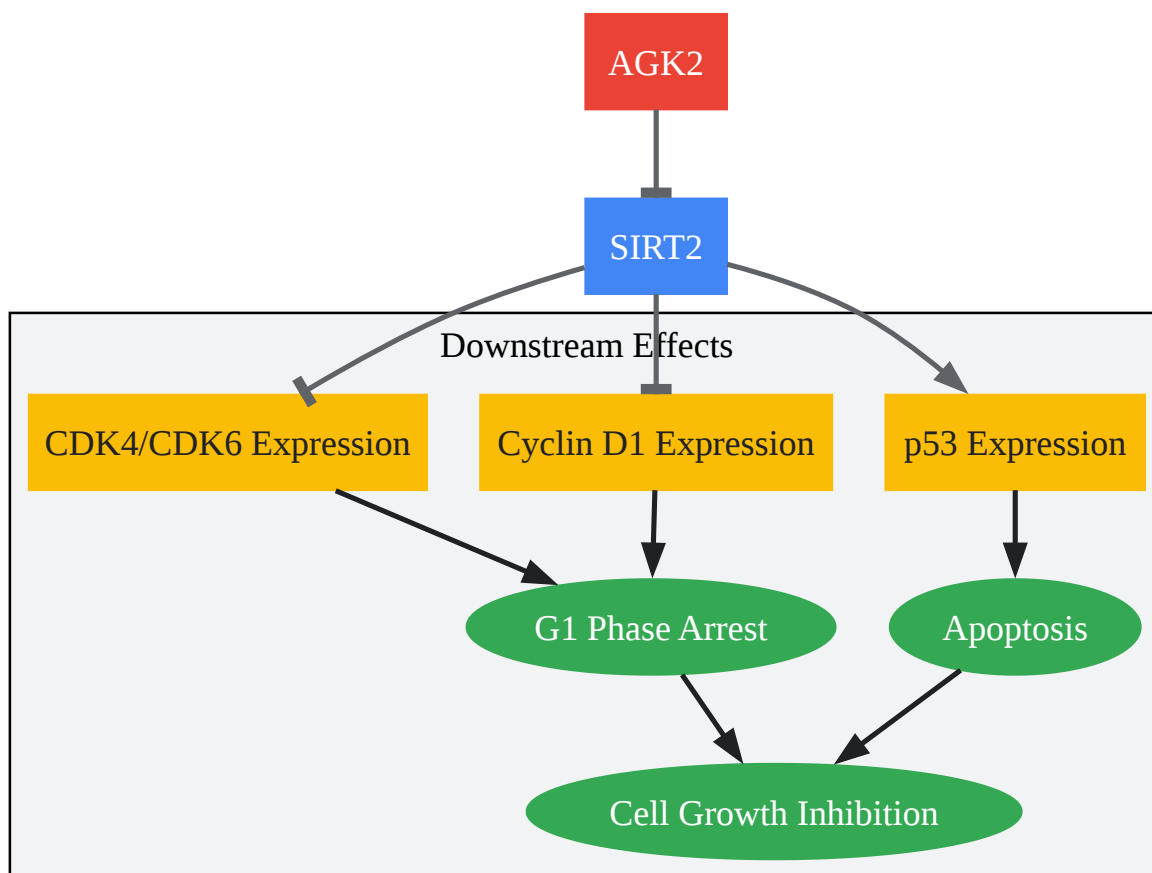 AGK2
SIRT2
Downstream Effects
CDK4/CDK6 Expression
Cyclin D1 Expression
p53 Expression
G1 Phase Arrest
Apoptosis
Cell Growth Inhibition